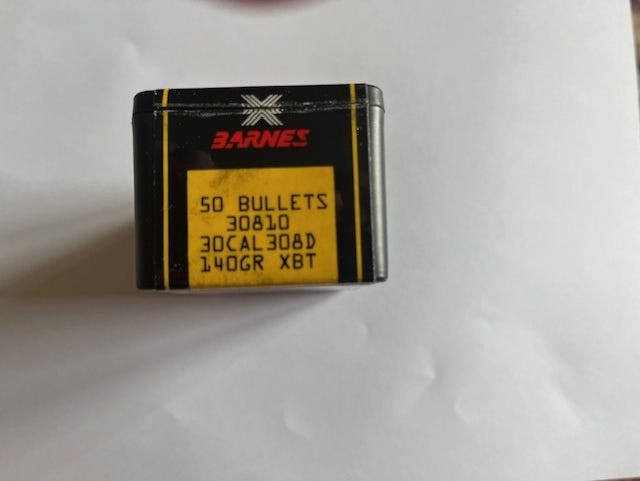 X
BARNES
50 BULLETS
30810
30CAL308D
140GR XBT